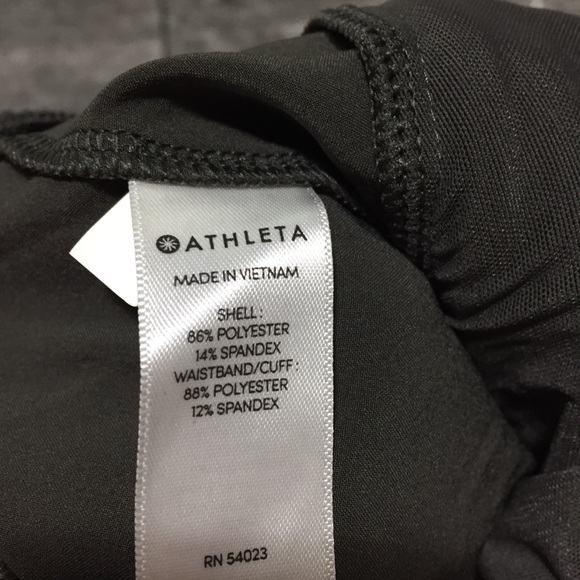 ATHLETA
MADE IN VIETNAM
SHELL :
86% POLYESTER
14% SPANDEX
WAISTBAND/CUFF :
88% POLYESTER
12% SPANDEX
RN 54023